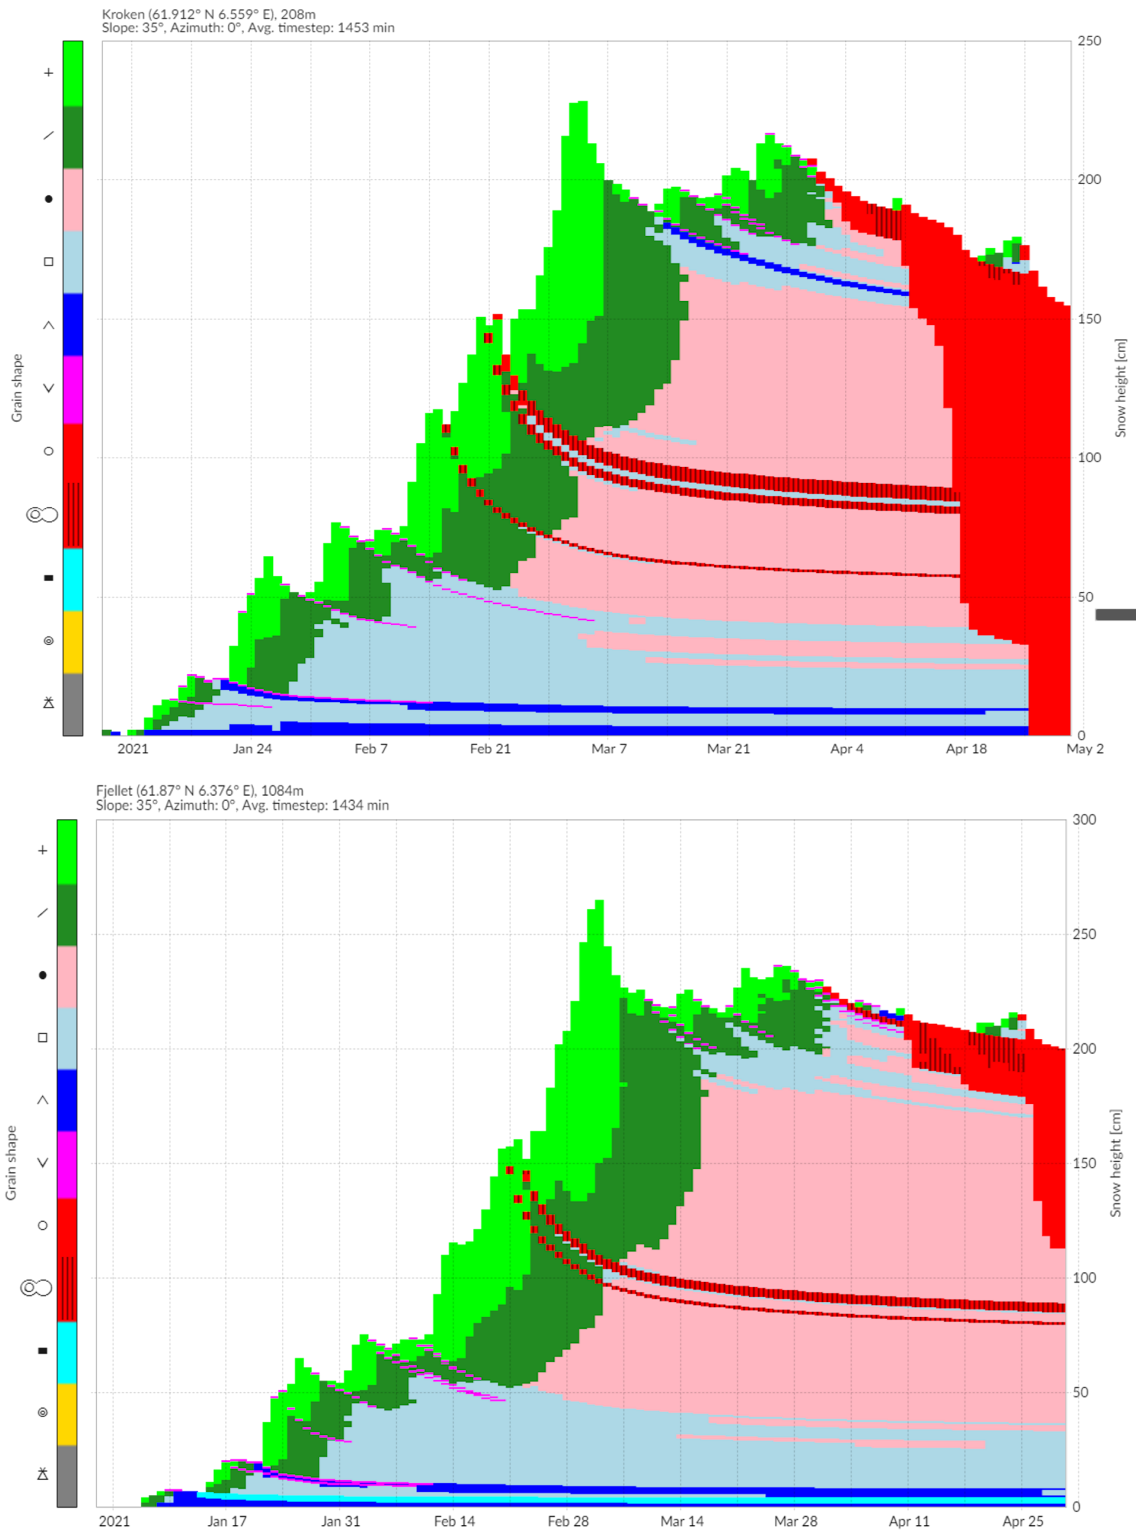 Kroken (61.912° N 6.559° E), 208m
Slope: 35°, Azimuth: 0°, Avg. timestep: 1453 min
Grain shape
250
200
150
100
50
0
Snow height [cm]
2021 Jan 24 Feb 7 Feb 21 Mar 7 Mar 21 Apr 4 Apr 18 May 2
Fjellet (61.87° N 6.376° E), 1084m
Slope: 35°, Azimuth: 0°, Avg. timestep: 1434 min
Grain shape
300
250
200
150
100
50
0
Snow height [cm]
2021 Jan 17 Jan 31 Feb 14 Feb 28 Mar 14 Mar 28 Apr 11 Apr 25